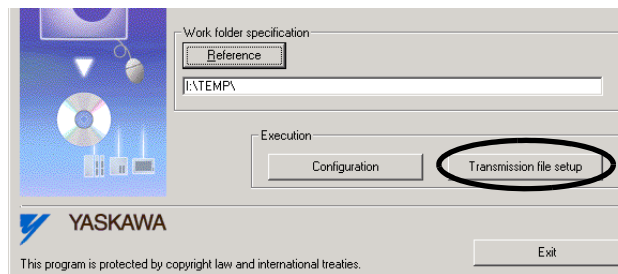 Work folder specification
Reference
I:\TEMP\
Execution
Configuration
Transmission file setup
YASKAWA
Exit
This program is protected by copyright law and international treaties.